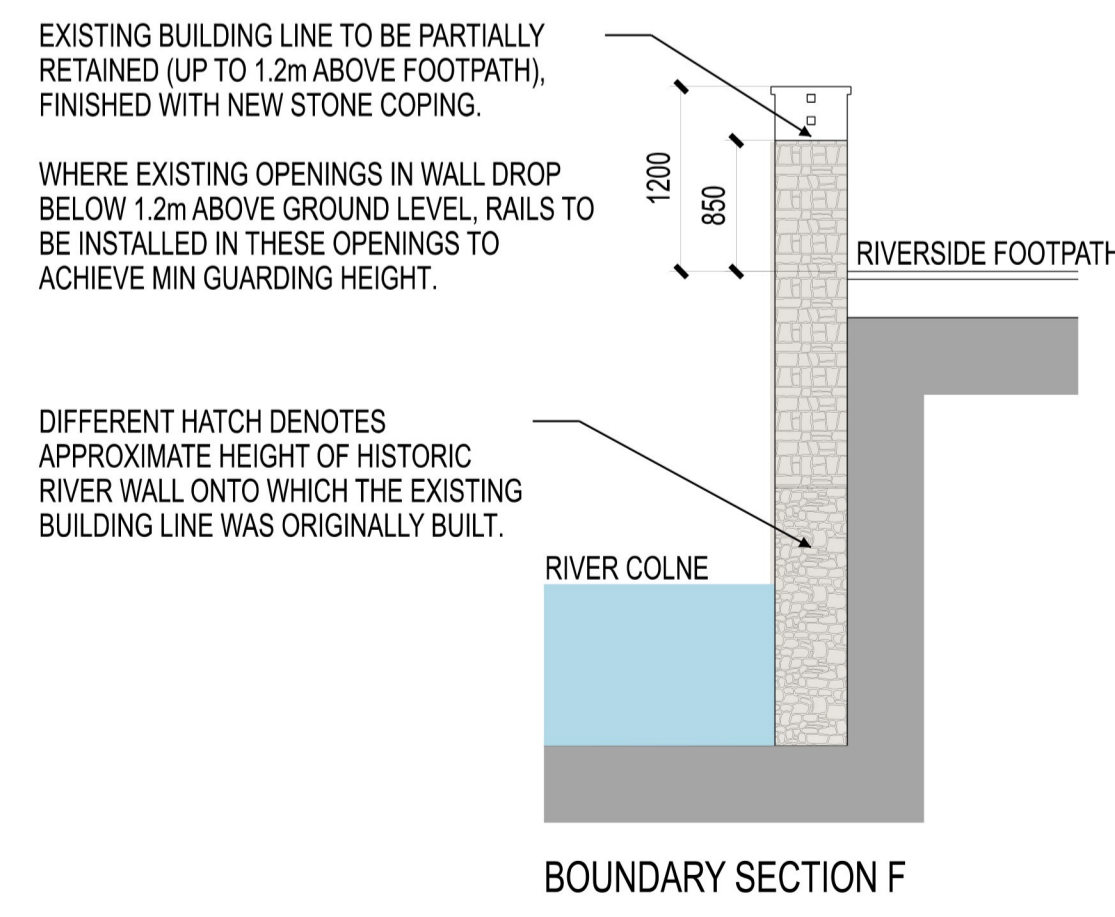 EXISTING BUILDING LINE TO BE PARTIALLY
RETAINED (UP TO 1.2m ABOVE FOOTPATH),
FINISHED WITH NEW STONE COPING.
WHERE EXISTING OPENINGS IN WALL DROP
BELOW 1.2m ABOVE GROUND LEVEL, RAILS TO
BE INSTALLED IN THESE OPENINGS TO
ACHIEVE MIN GUARDING HEIGHT.
1200
850
RIVERSIDE FOOTPATH
DIFFERENT HATCH DENOTES
APPROXIMATE HEIGHT OF HISTORIC
RIVER WALL ONTO WHICH THE EXISTING
BUILDING LINE WAS ORIGINALLY BUILT.
RIVER COLNE
BOUNDARY SECTION F